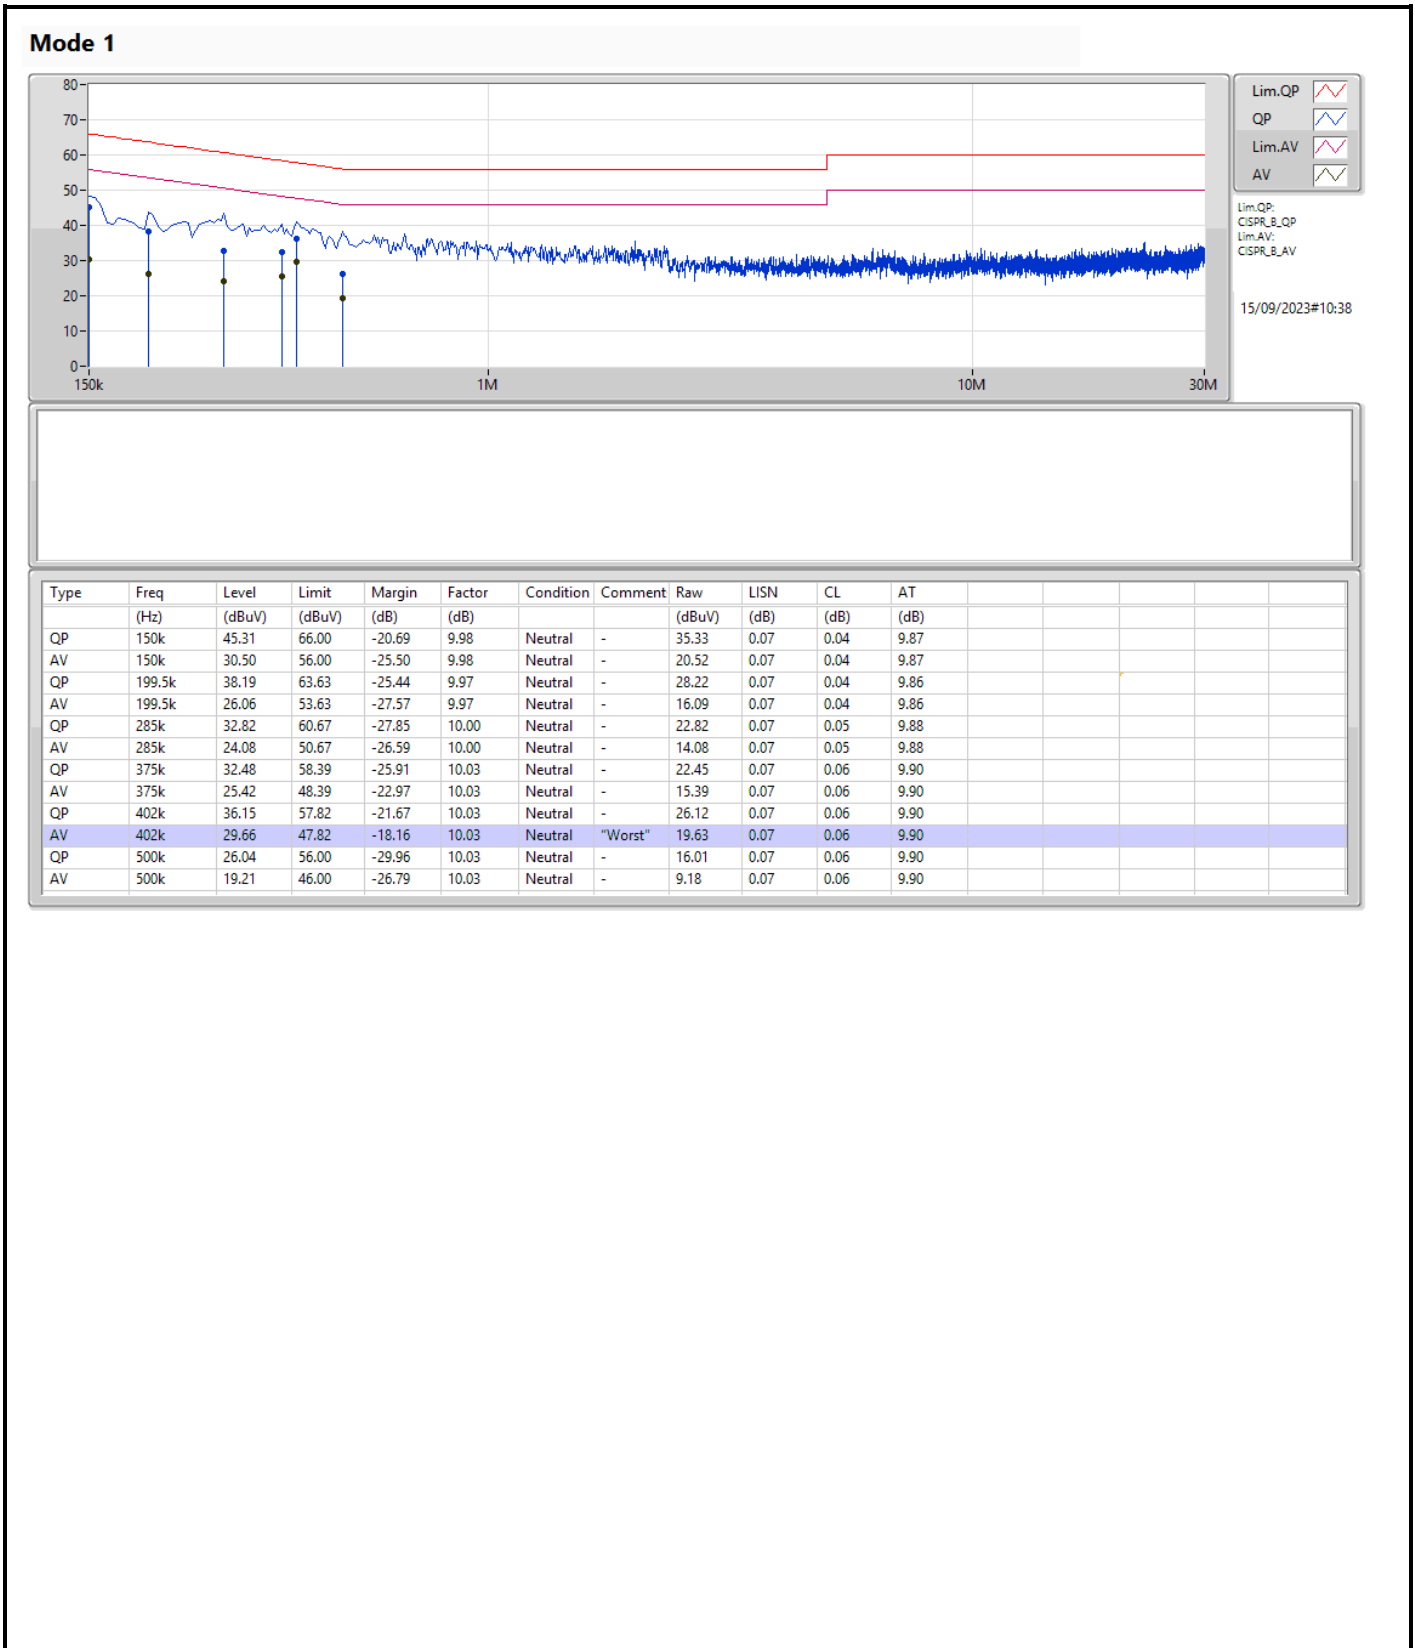 Mode 1
80
70
60
50
40
30
20
10
0
150k 1M 10M 30M
Lim.QP
QP
Lim.AV
AV
Lim.QP:
CISPR_B_QP
Lim.AV:
CISPR_B_AV
15/09/2023#10:38
Type Freq Level Limit Margin Factor Condition Comment Raw LISN CL AT
(Hz) (dBuV) (dBuV) (dB) (dB) (dBuV) (dB) (dB) (dB)
QP 150k 45.31 66.00 -20.69 9.98 Neutral - 35.33 0.07 0.04 9.87
AV 150k 30.50 56.00 -25.50 9.98 Neutral - 20.52 0.07 0.04 9.87
QP 199.5k 38.19 63.63 -25.44 9.97 Neutral - 28.22 0.07 0.04 9.86
AV 199.5k 26.06 53.63 -27.57 9.97 Neutral - 16.09 0.07 0.04 9.86
QP 285k 32.82 60.67 -27.85 10.00 Neutral - 22.82 0.07 0.05 9.88
AV 285k 24.08 50.67 -26.59 10.00 Neutral - 14.08 0.07 0.05 9.88
QP 375k 32.48 58.39 -25.91 10.03 Neutral - 22.45 0.07 0.06 9.90
AV 375k 25.42 48.39 -22.97 10.03 Neutral - 15.39 0.07 0.06 9.90
QP 402k 36.15 57.82 -21.67 10.03 Neutral - 26.12 0.07 0.06 9.90
AV 402k 29.66 47.82 -18.16 10.03 Neutral "Worst" 19.63 0.07 0.06 9.90
QP 500k 26.04 56.00 -29.96 10.03 Neutral - 16.01 0.07 0.06 9.90
AV 500k 19.21 46.00 -26.79 10.03 Neutral - 9.18 0.07 0.06 9.90